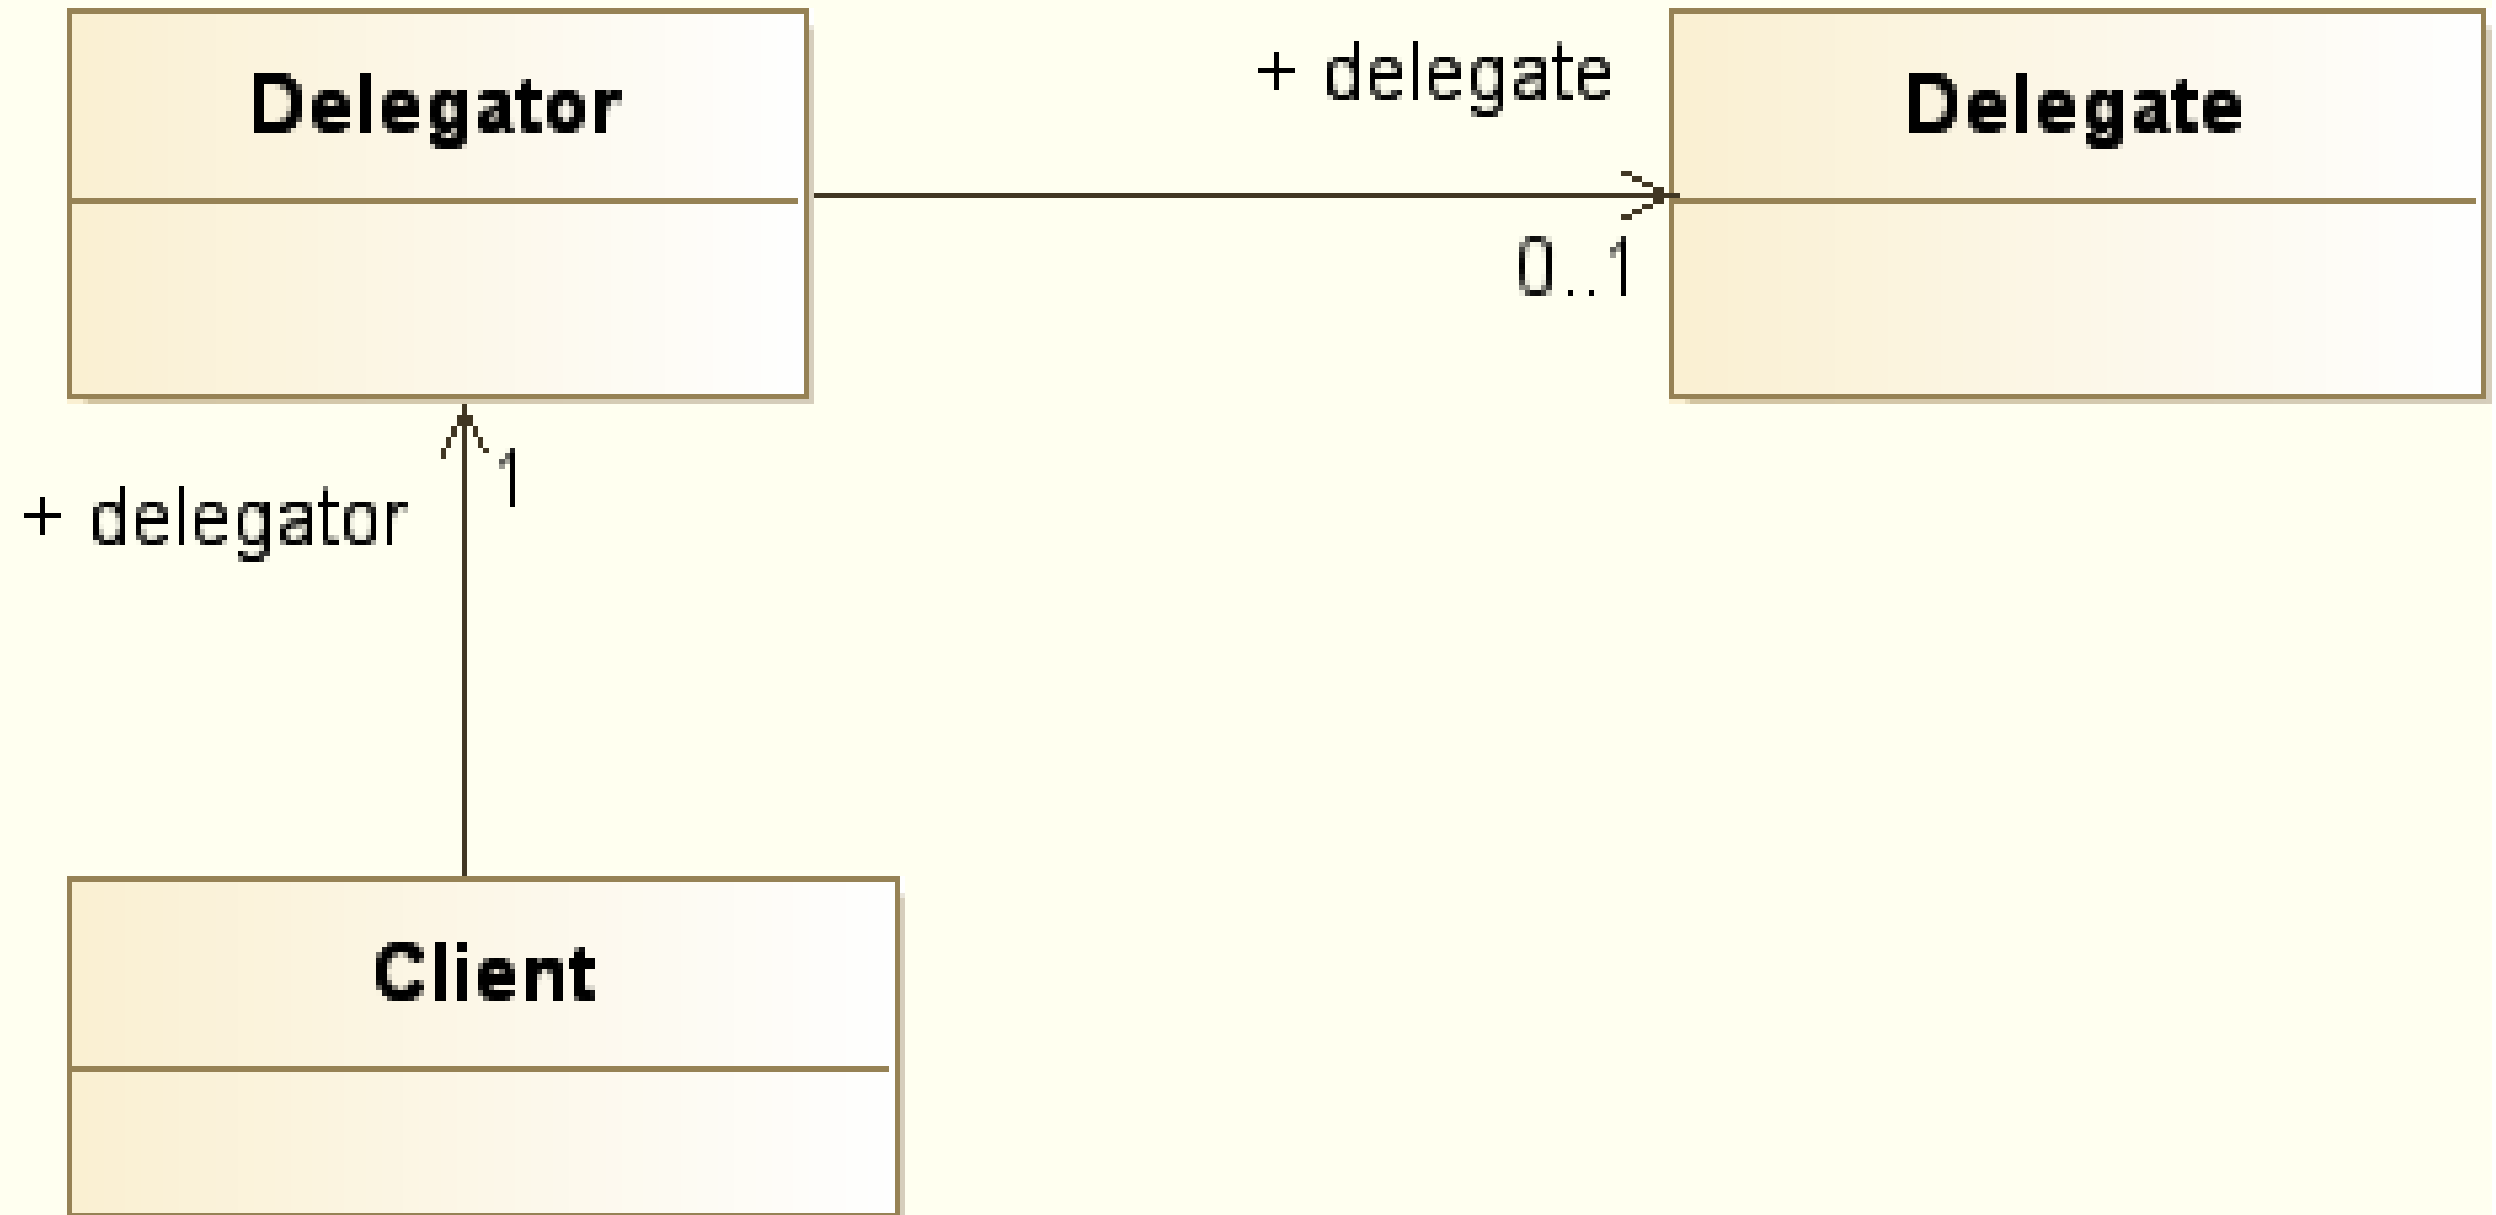 Delegator
+ delegate
Delegate
0..1
1
+ delegator
Client